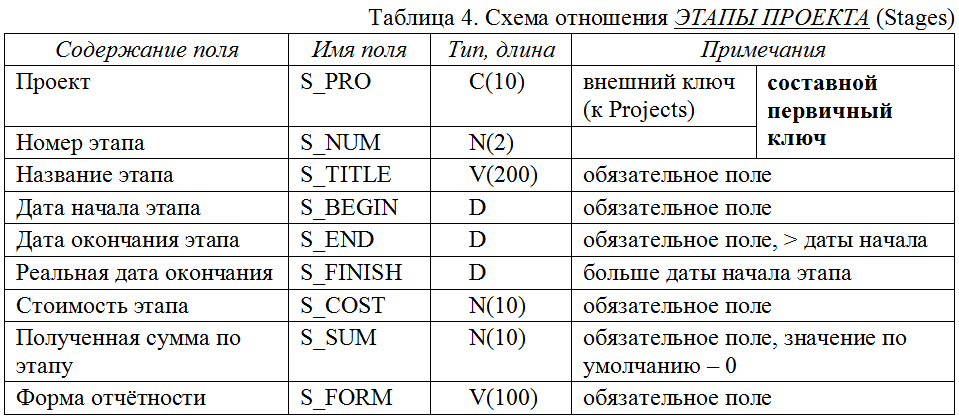 Таблица 4. Схема отношения ЭТАПЫ ПРОЕКТА (Stages)
Содержание поля Имя поля Тип, длина Примечания
Проект S_PRO C(10) внешний ключ составной
(к Projects) первичный
Номер этапа S_NUM N(2) ключ
Название этапа S_TITLE V(200) обязательное поле
Дата начала этапа S_BEGIN D обязательное поле
Дата окончания этапа S_END D обязательное поле, > даты начала
Реальная дата окончания S_FINISH D больше даты начала этапа
Стоимость этапа S_COST N(10) обязательное поле
Полученная сумма по S_SUM N(10) обязательное поле, значение по
этапу умолчанию – 0
Форма отчётности S_FORM V(100) обязательное поле